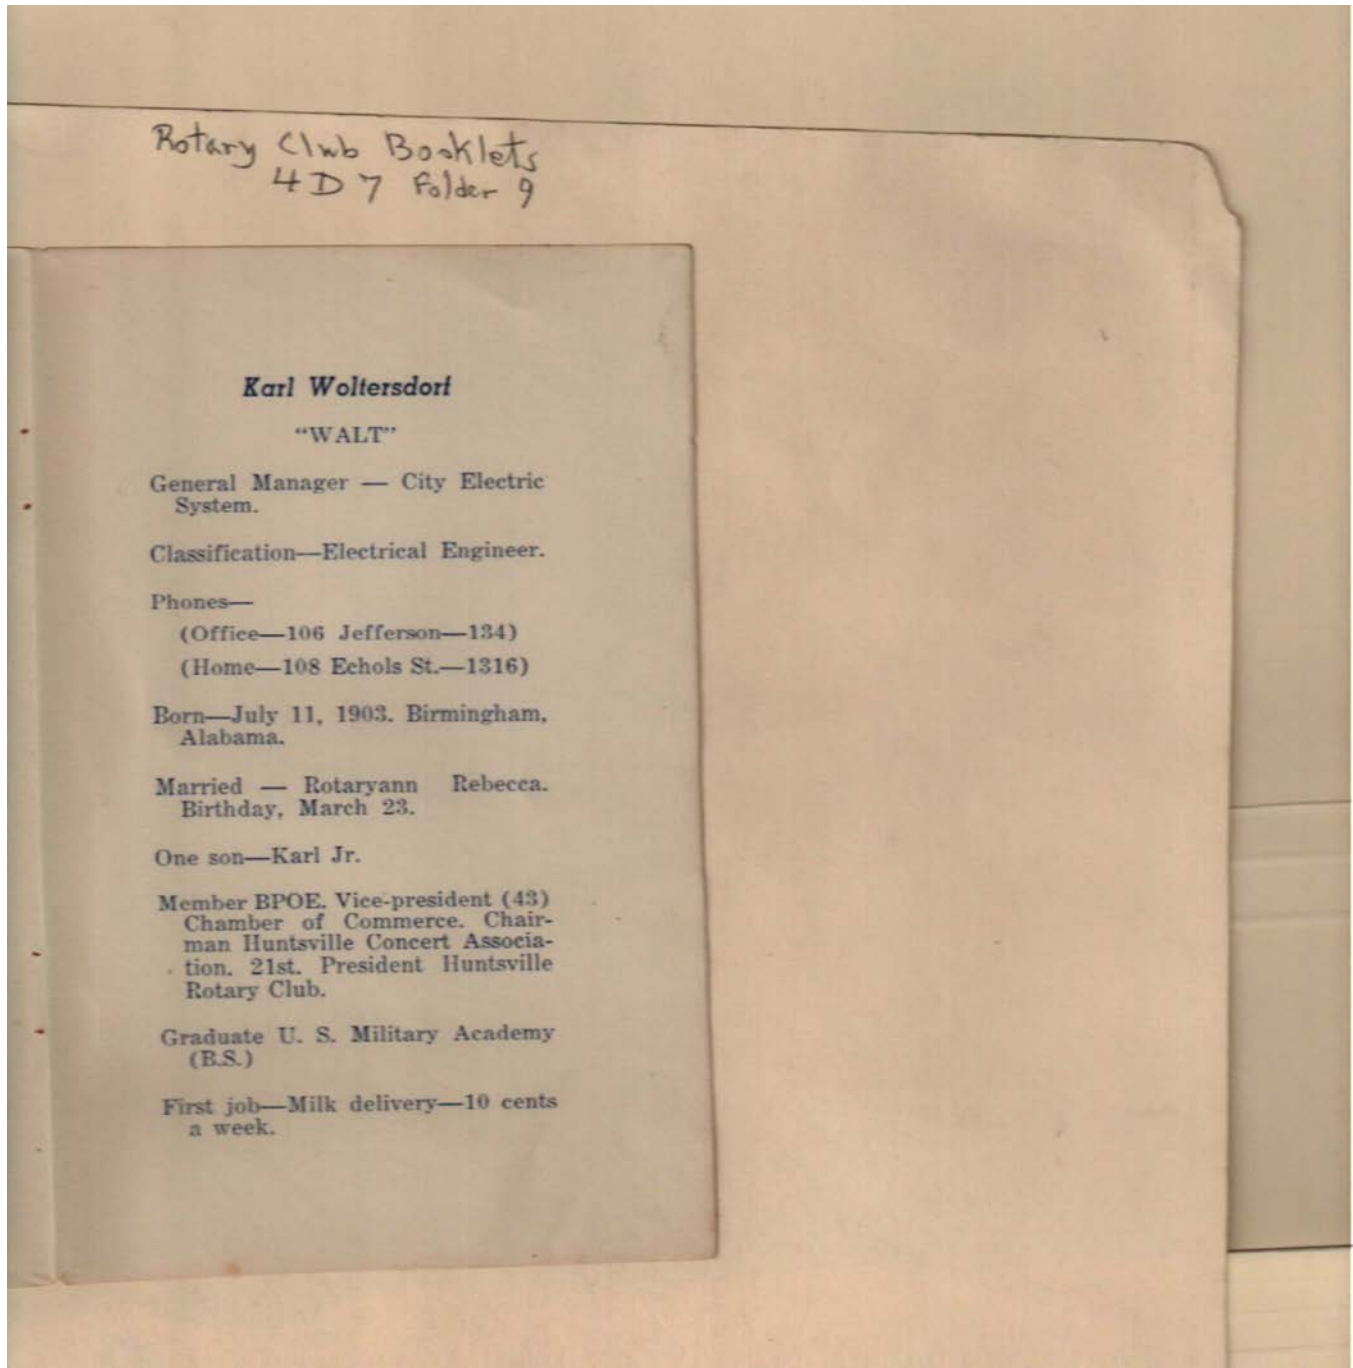 Rotary Club Booklets
4D7 Folder 9
Karl Woltersdorf
"WALT"
General Manager — City Electric
System.
Classification—Electrical Engineer.
Phones—
(Office—106 Jefferson—134)
(Home—108 Echols St.—1316)
Born—July 11, 1903. Birmingham,
Alabama.
Married — Rotaryann Rebecca.
Birthday, March 23.
One son—Karl Jr.
Member BPOE. Vice-president (43)
Chamber of Commerce. Chair-
man Huntsville Concert Associa-
tion. 21st. President Huntsville
Rotary Club.
Graduate U. S. Military Academy
(B.S.)
First job—Milk delivery—10 cents
a week.